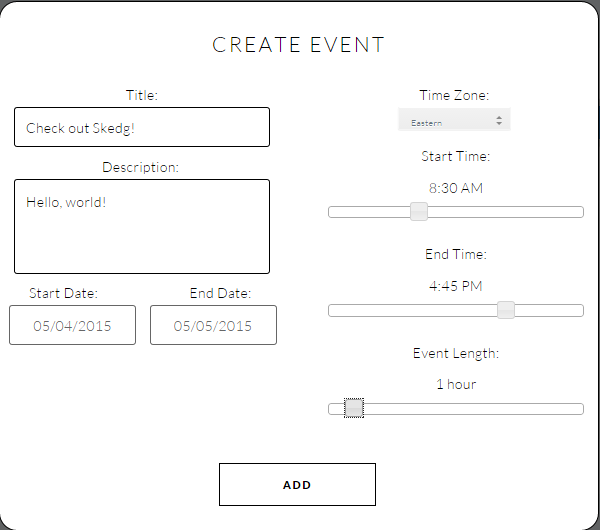 CREATE EVENT
Title:
Check out Skedg!
Description:
Hello, world!
Start Date:
End Date:
05/04/2015
05/05/2015
Time Zone:
Eastern
Start Time:
8:30 AM
End Time:
4:45 PM
Event Length:
1 hour
ADD